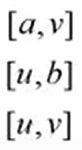 [a, v]
[u, b]
[u, v]